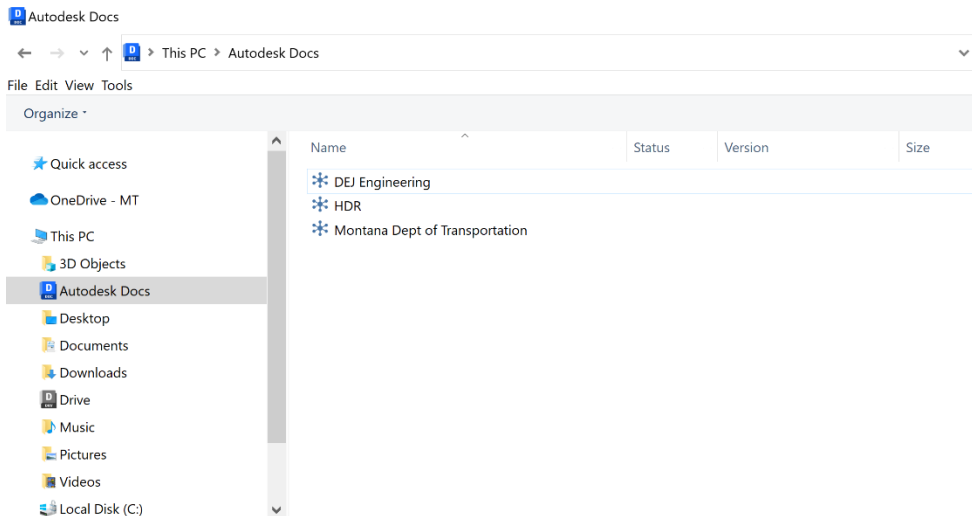 Autodesk Docs
This PC > Autodesk Docs
File Edit View Tools
Organize
Quick access
OneDrive - MT
This PC
3D Objects
Autodesk Docs
Desktop
Documents
Downloads
Drive
Music
Pictures
Videos
Local Disk (C:)
Name Status Version Size
DEJ Engineering
HDR
Montana Dept of Transportation